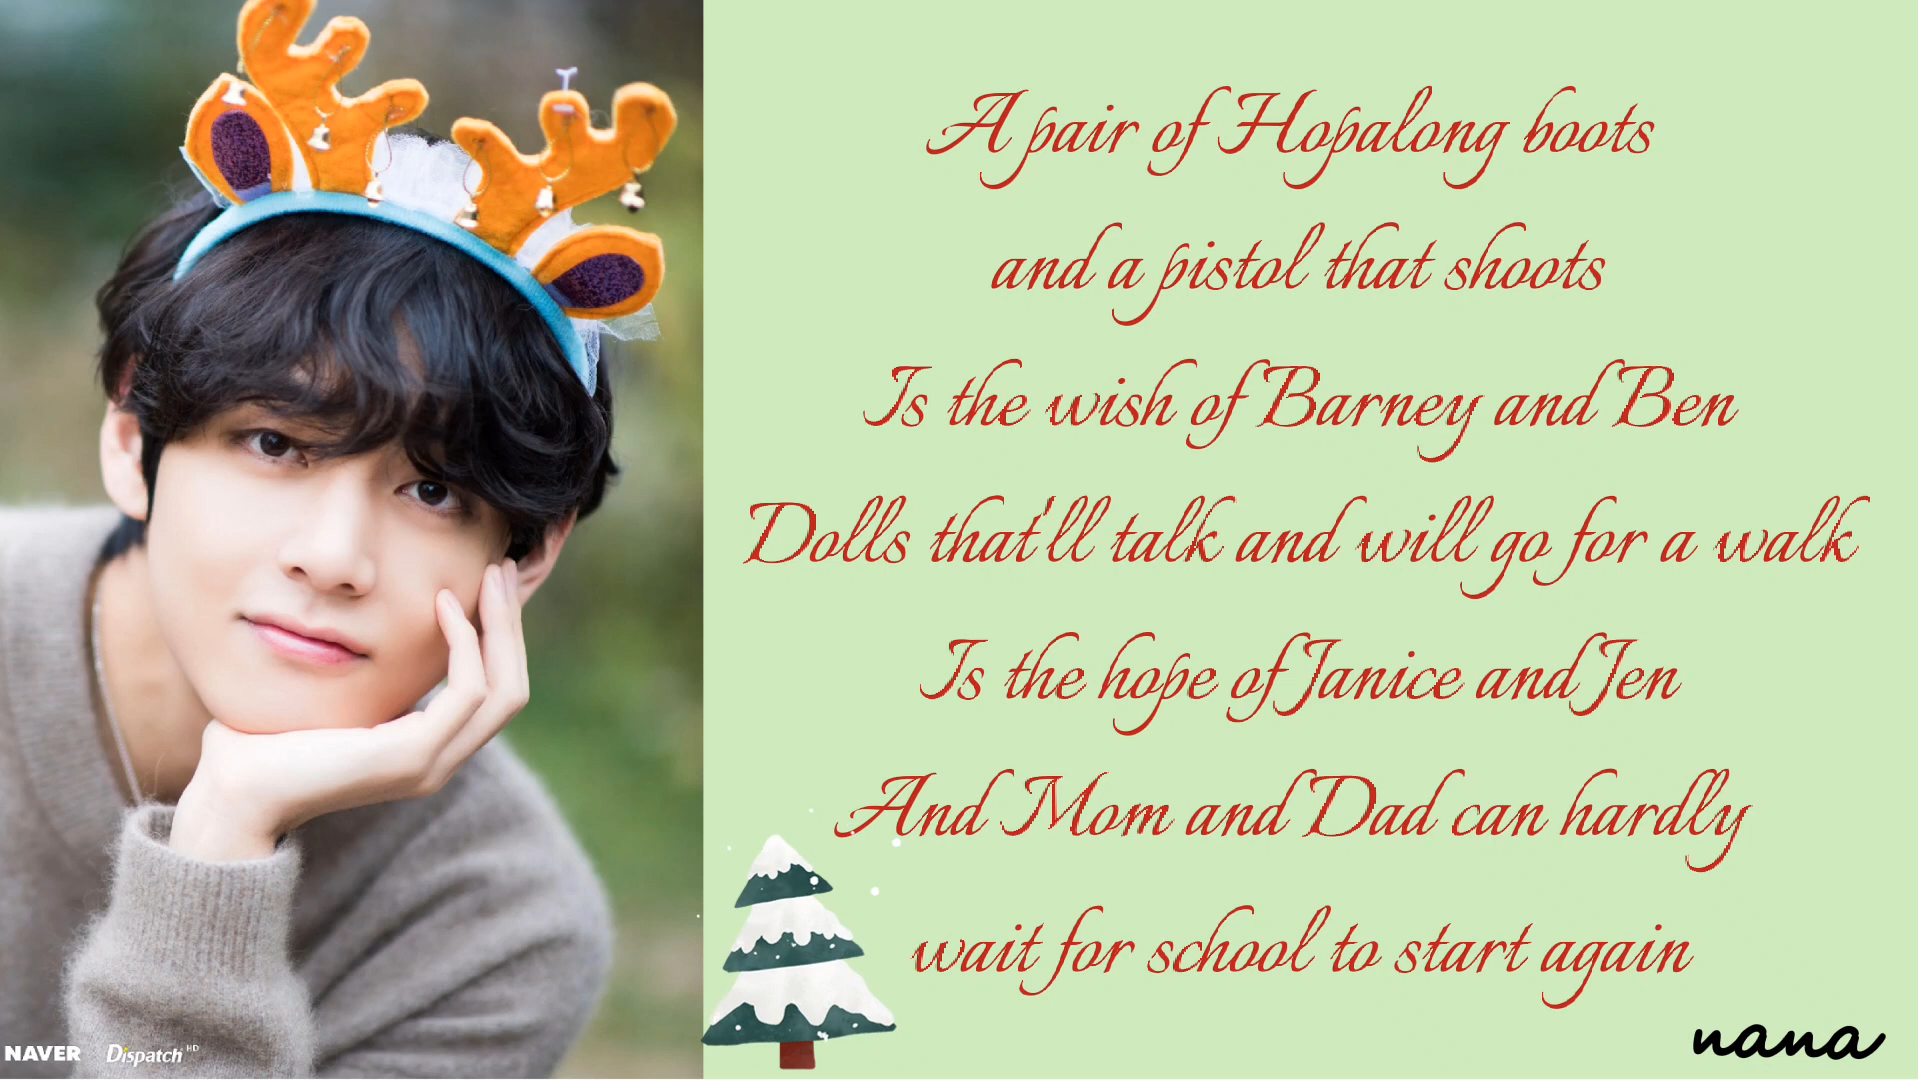 A pair of Hopalong boots
and a pistol that shoots
Is the wish of Barney and Ben
Dolls that'll talk and will go for a walk
Is the hope of Janice and Jen
And Mom and Dad can hardly
wait for school to start again
nana
NAVER Dispatch HD